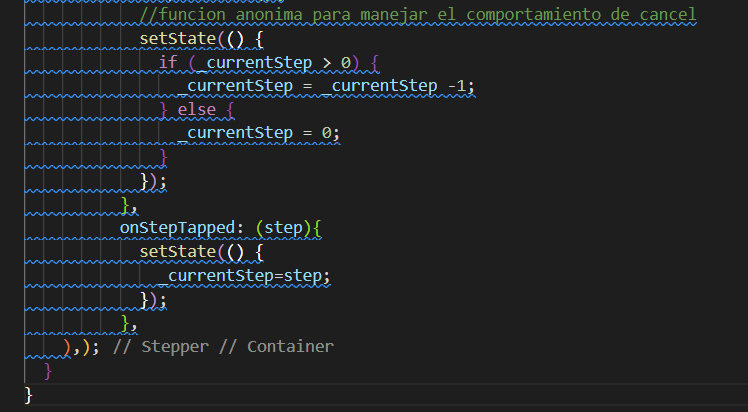 //funcion anonima para manejar el comportamiento de cancel
setState(() {
if (_currentStep > 0) {
_currentStep = _currentStep -1;
} else {
_currentStep = 0;
}
});
},
onStepTapped: (step){
setState(() {
_currentStep=step;
});
},
),); // Stepper // Container
}
}